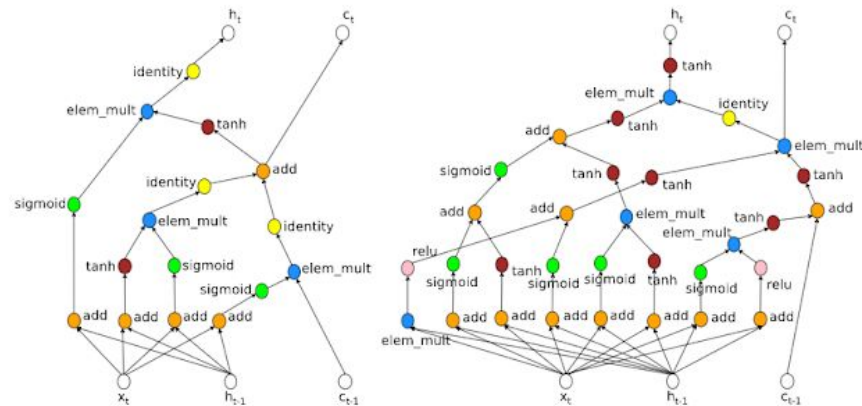 h_t c_t
identity
elem_mult
tanh
add
identity
sigmoid
elem_mult
identity
tanh sigmoid elem_mult
sigmoid
add add add add
x_t h_t-1 c_t-1
h_t c_t
tanh
elem_mult
identity
tanh
add elem_mult
sigmoid tanh tanh tanh
add add elem_mult add
tanh
elem_mult
relu sigmoid tanh sigmoid sigmoid tanh sigmoid relu
elem_mult add add add add add add add
x_t h_t-1 c_t-1